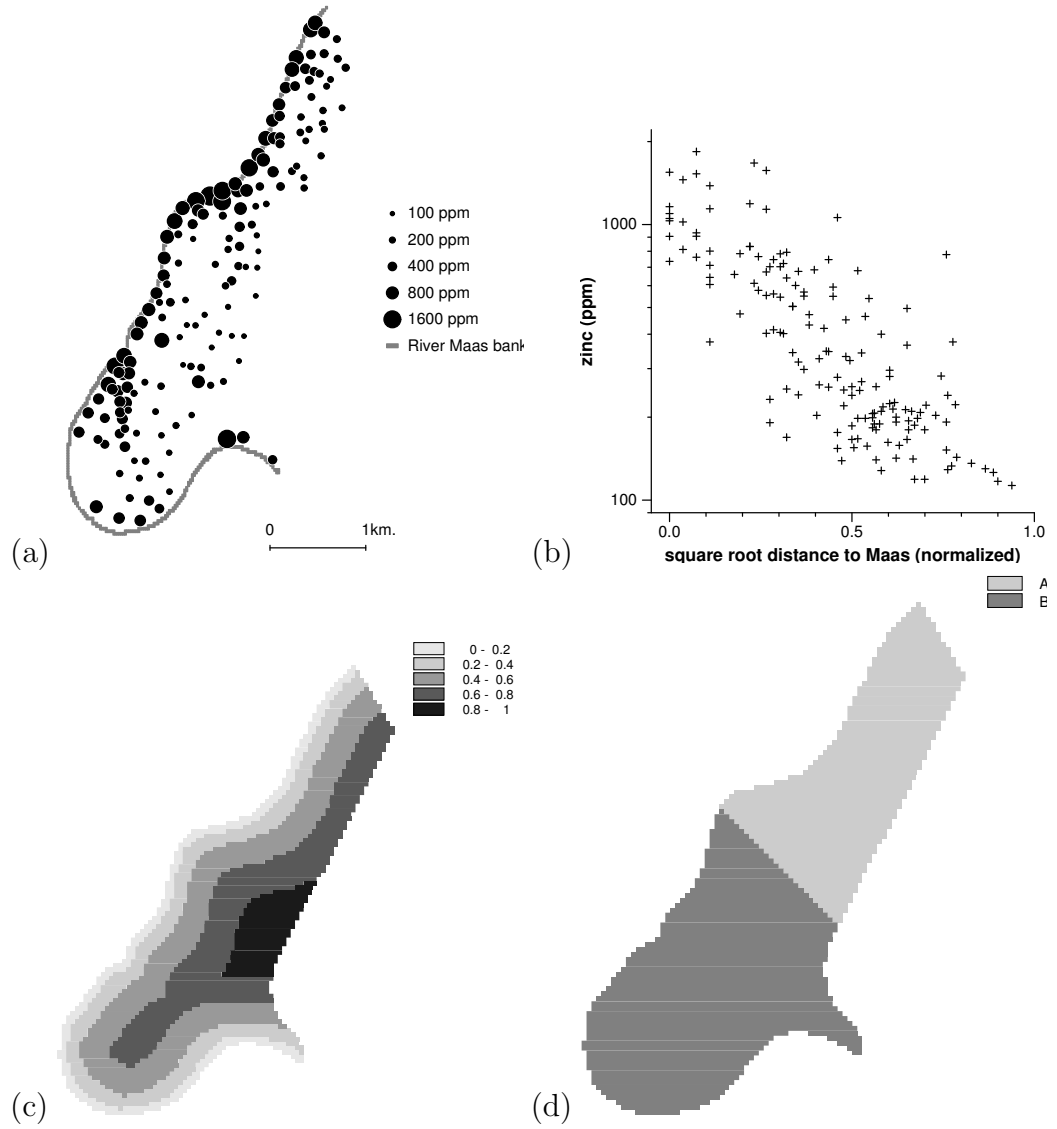 100 ppm
200 ppm
400 ppm
800 ppm
1600 ppm
River Maas bank
0 1km.
(a)
zinc (ppm)
1000
100
0.0 0.5 1.0
square root distance to Maas (normalized)
(b)
0 - 0.2
0.2 - 0.4
0.4 - 0.6
0.6 - 0.8
0.8 - 1
(c)
A
B
(d)